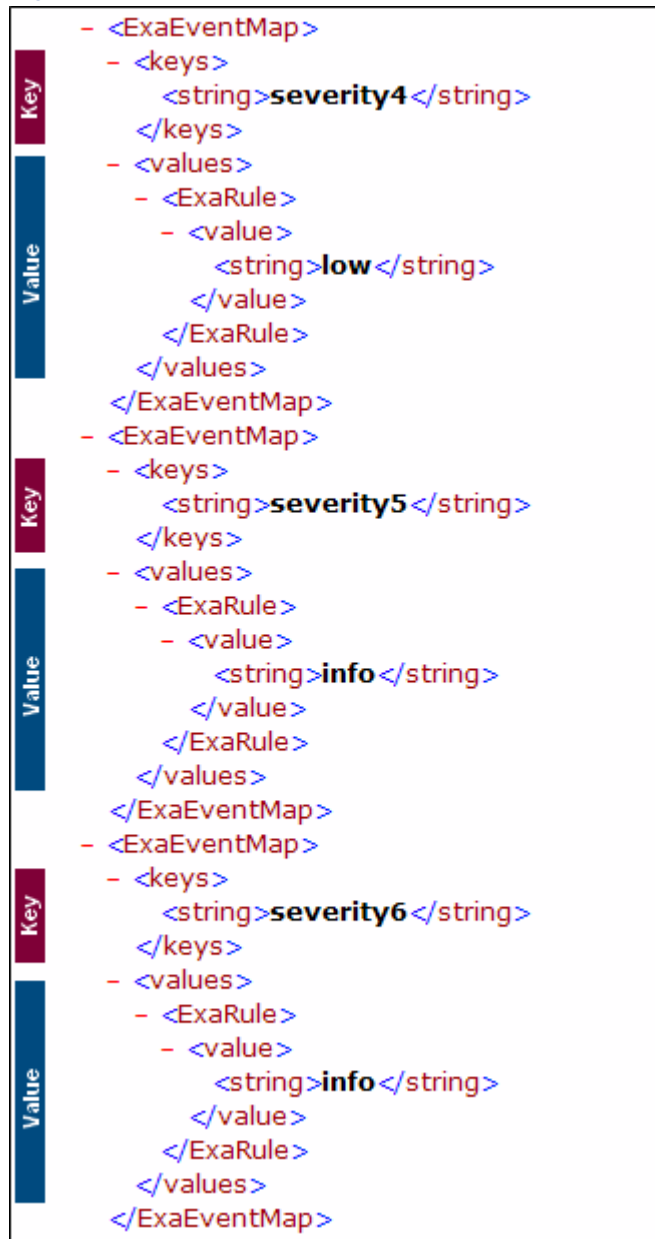 - <ExaEventMap>
Key
- <keys>
<string>severity4</string>
</keys>
Value
- <values>
- <ExaRule>
- <value>
<string>low</string>
</value>
</ExaRule>
</values>
</ExaEventMap>
- <ExaEventMap>
Key
- <keys>
<string>severity5</string>
</keys>
Value
- <values>
- <ExaRule>
- <value>
<string>info</string>
</value>
</ExaRule>
</values>
</ExaEventMap>
- <ExaEventMap>
Key
- <keys>
<string>severity6</string>
</keys>
Value
- <values>
- <ExaRule>
- <value>
<string>info</string>
</value>
</ExaRule>
</values>
</ExaEventMap>